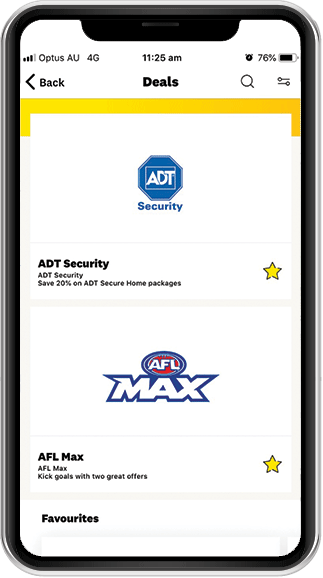 Optus AU 4G 11:25 am 76%
Back Deals
ADT
Security
ADT Security
ADT Security
Save 20% on ADT Secure Home packages
AFL
MAX
AFL Max
AFL Max
Kick goals with two great offers
Favourites